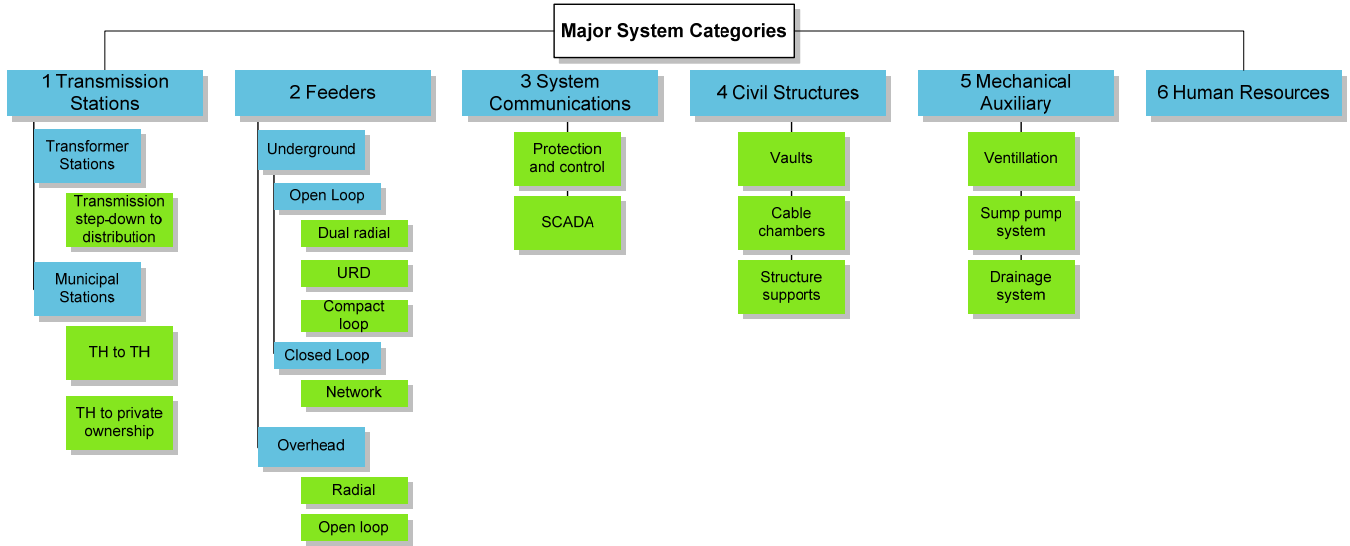 Major System Categories
1 Transmission
Stations
Transformer
Stations
Transmission
step-down to
distribution
Municipal
Stations
TH to TH
TH to private
ownership
2 Feeders
Underground
Open Loop
Dual radial
URD
Compact
loop
Closed Loop
Network
Overhead
Radial
Open loop
3 System
Communications
Protection
and control
SCADA
4 Civil Structures
Vaults
Cable
chambers
Structure
supports
5 Mechanical
Auxiliary
Ventillation
Sump pump
system
Drainage
system
6 Human Resources